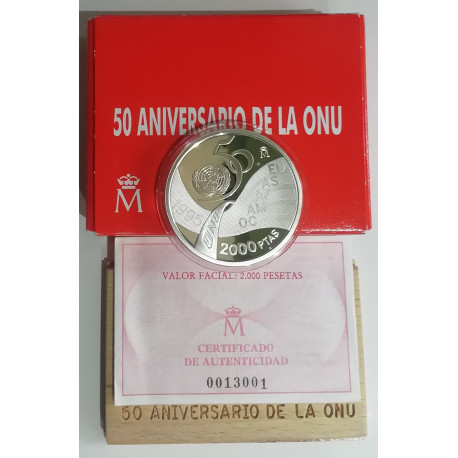 50 ANIVERSARIO DE LA ONU
M
50
M
1995
ONU
2000 PTAS
VALOR FACIAL: 2.000 PESETAS
M
CERTIFICADO
DE AUTENTICIDAD
0013001
50 ANIVERSARIO DE LA ONU